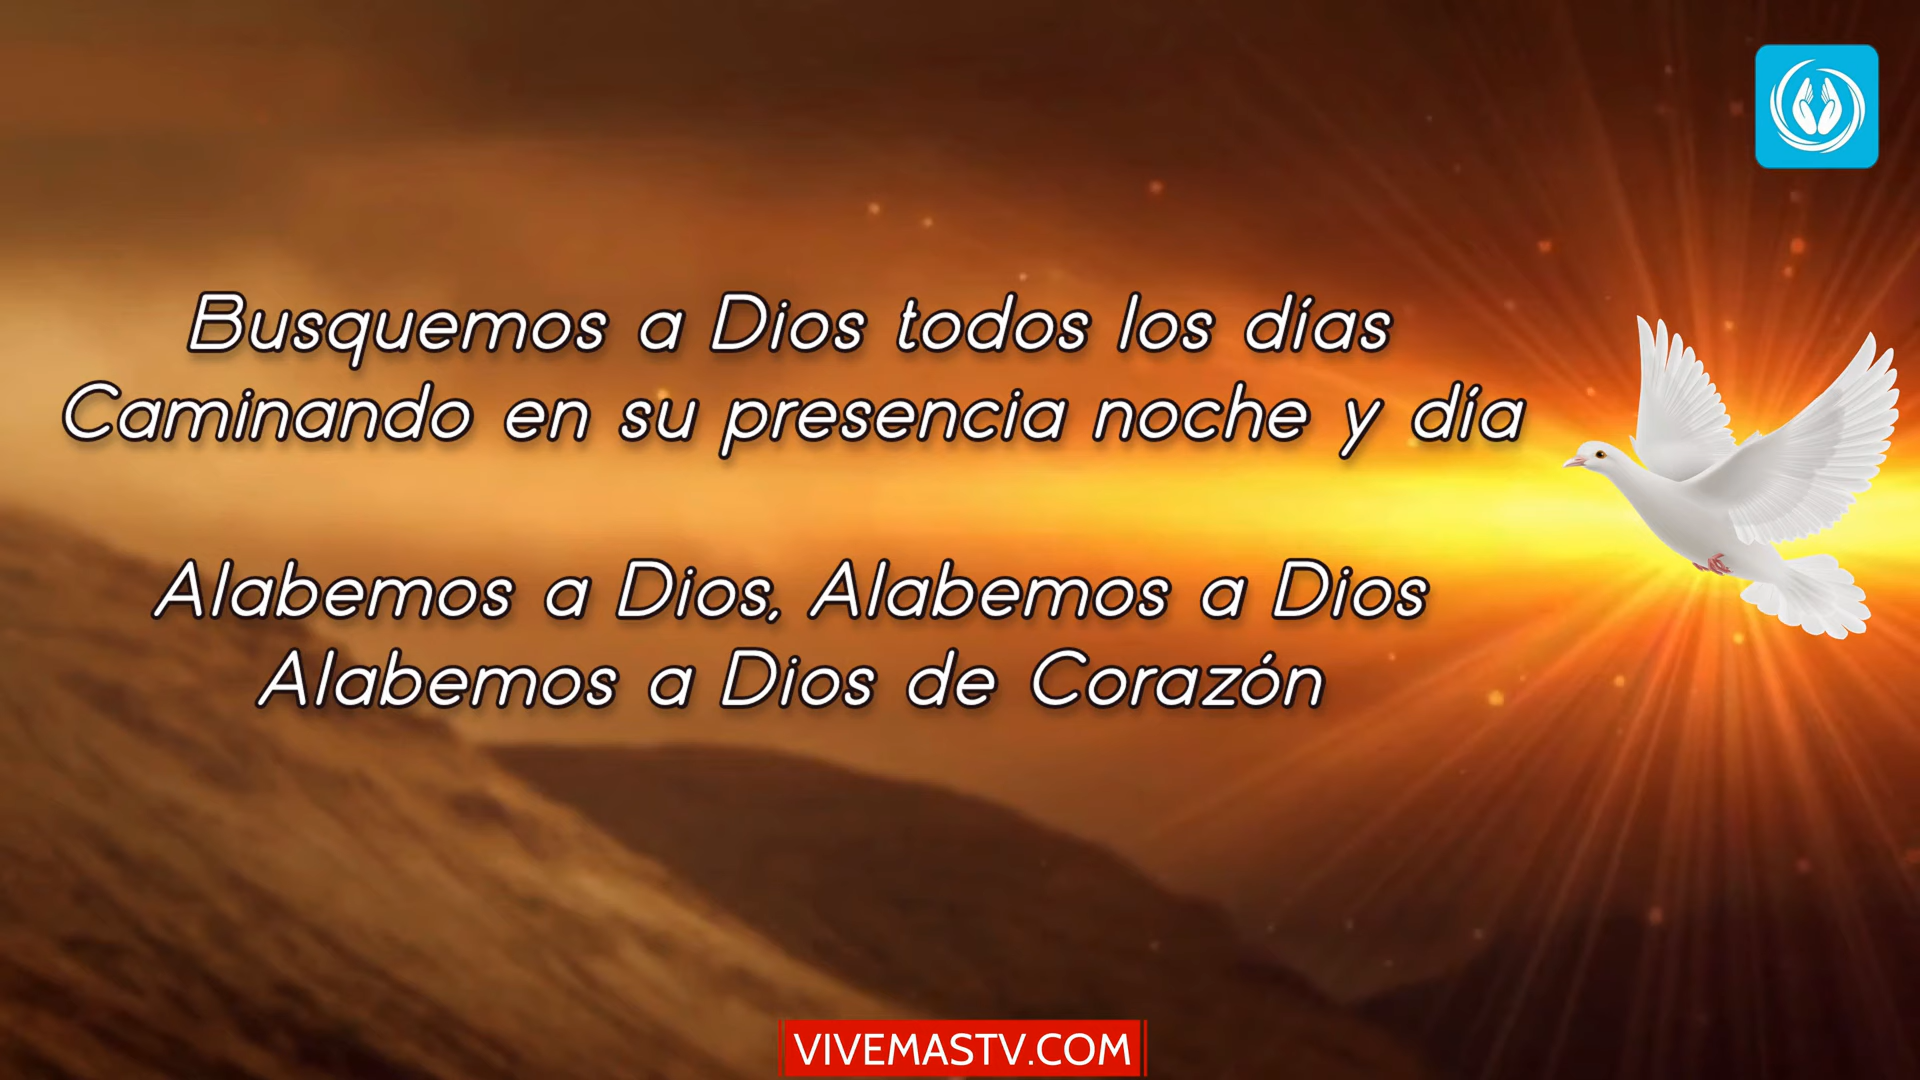 Busquemos a Dios todos los días
Caminando en su presencia noche y día
Alabemos a Dios, Alabemos a Dios
Alabemos a Dios de Corazón
VIVEMASTV.COM